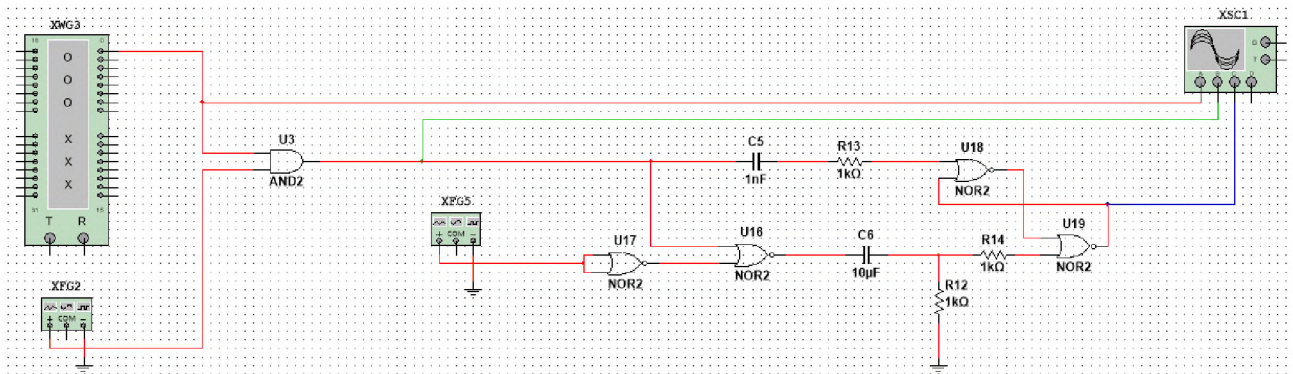 XWG3
O
O
O
X
X
X
T R
XFG2
+ COM −
U3
AND2
XFG5
+ COM −
U17
NOR2
U16
NOR2
C5
1nF
R13
1kΩ
C6
10μF
R12
1kΩ
R14
1kΩ
U18
NOR2
U19
NOR2
XSC1